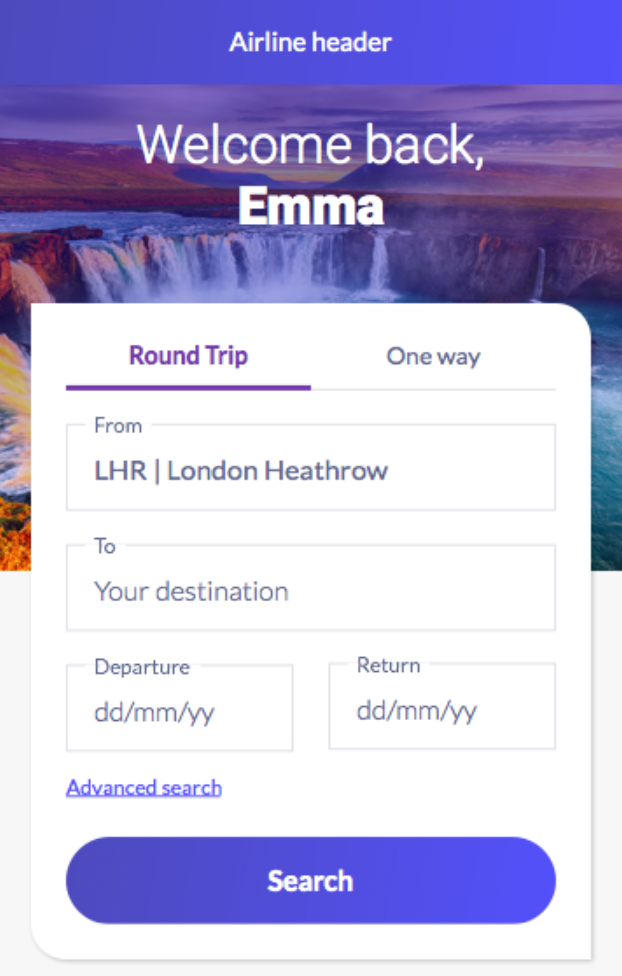 Airline header
Welcome back,
Emma
Round Trip
One way
From
LHR | London Heathrow
To
Your destination
Departure
Return
dd/mm/yy
dd/mm/yy
Advanced search
Search